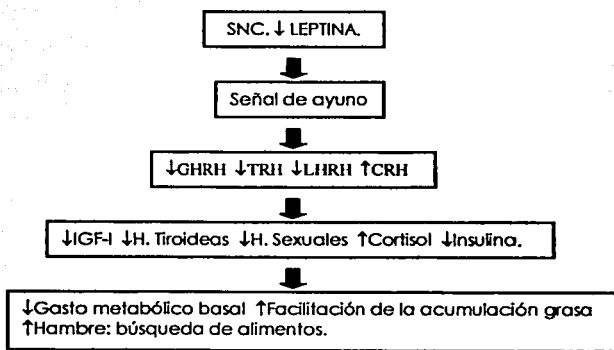 SNC. ↓ LEPTINA.
Señal de ayuno
↓GHRH ↓TRH ↓LHRH ↑CRH
↓IGF-I ↓H. Tiroideas ↓H. Sexuales ↑Cortisol ↓Insulina.
↓Gasto metabólico basal ↑Facilitación de la acumulación grasa
↑Hambre: búsqueda de alimentos.